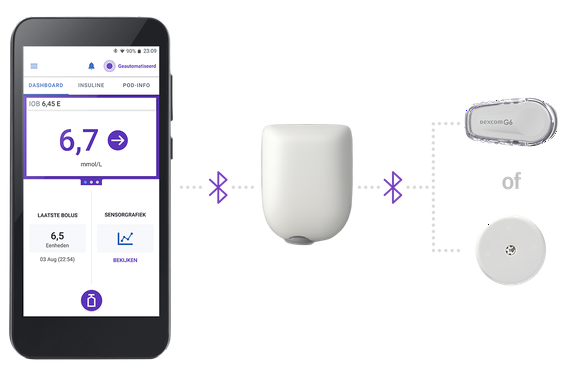 90% 23:09
Geautomatiseerd
DASHBOARD INSULINE POD-INFO
IOB 6,45 E
6,7
mmol/L
LAATSTE BOLUS
6,5
Eenheden
03 Aug (22:54)
SENSORGRAFIEK
BEKIJKEN
Dexcom G6
of